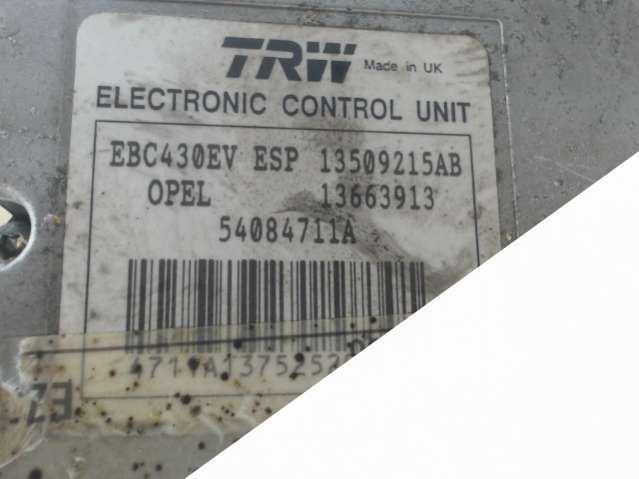 TRW Made in UK
ELECTRONIC CONTROL UNIT
EBC430EV ESP 13509215AB
OPEL 13663913
54084711A